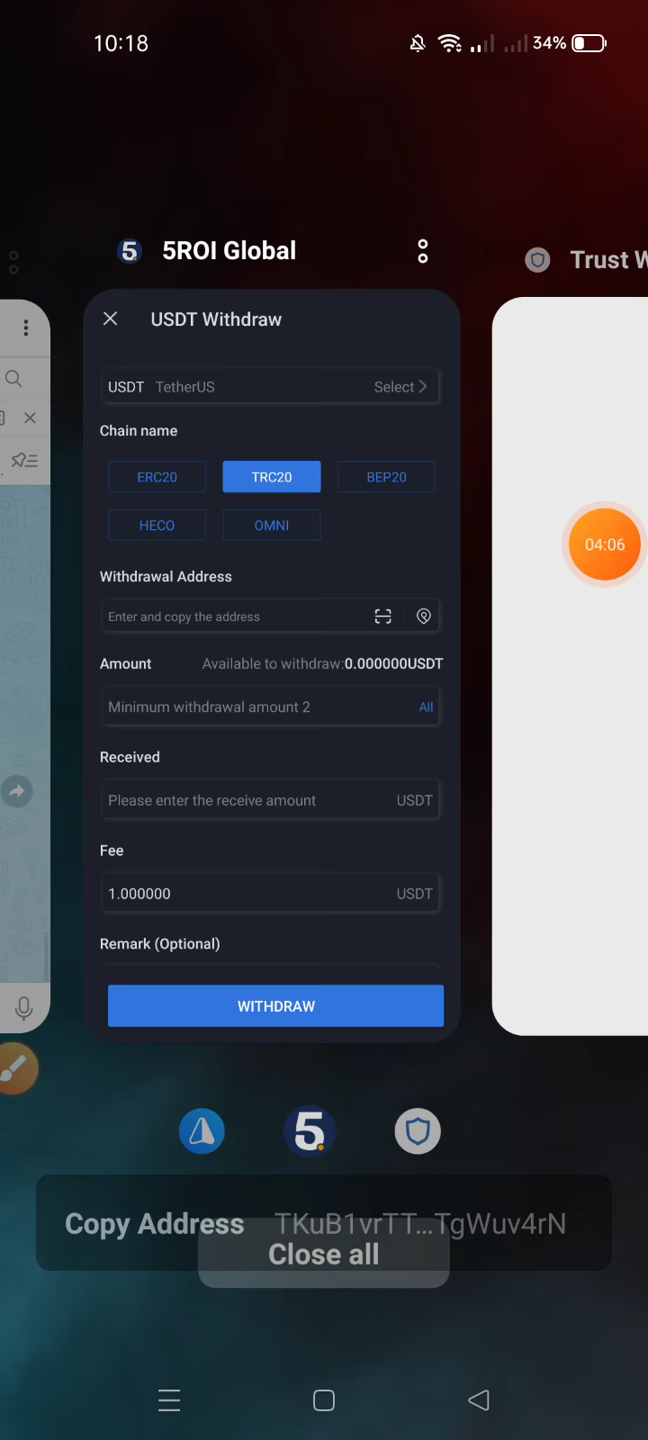 10:18
34%
5ROI Global
Trust W
USDT Withdraw
USDT TetherUS Select
Chain name
ERC20 TRC20 BEP20
HECO OMNI
04:06
Withdrawal Address
Enter and copy the address
Amount Available to withdraw:0.000000USDT
Minimum withdrawal amount 2 All
Received
Please enter the receive amount USDT
Fee
1.000000 USDT
Remark (Optional)
WITHDRAW
5
Copy Address TKuB1vrTT...TgWuv4rN
Close all